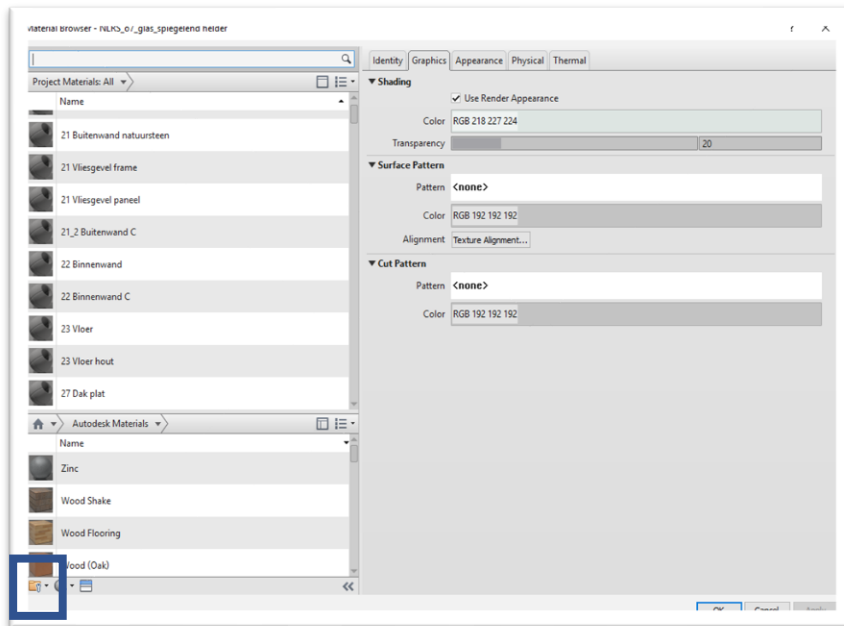 Material Browser - NLRS_67_glas_spiegelend helder
?
Identity Graphics Appearance Physical Thermal
Project Materials: All
Name
21 Buitenwand natuursteen
21 Vliesgevel frame
21 Vliesgevel paneel
21_2 Buitenwand C
22 Binnenwand
22 Binnenwand C
23 Vloer
23 Vloer hout
27 Dak plat
Autodesk Materials
Name
Zinc
Wood Shake
Wood Flooring
Wood (Oak)
Shading
Use Render Appearance
Color RGB 218 227 224
Transparency 20
Surface Pattern
Pattern <none>
Color RGB 192 192 192
Alignment Texture Alignment...
Cut Pattern
Pattern <none>
Color RGB 192 192 192
OK Cancel Apply